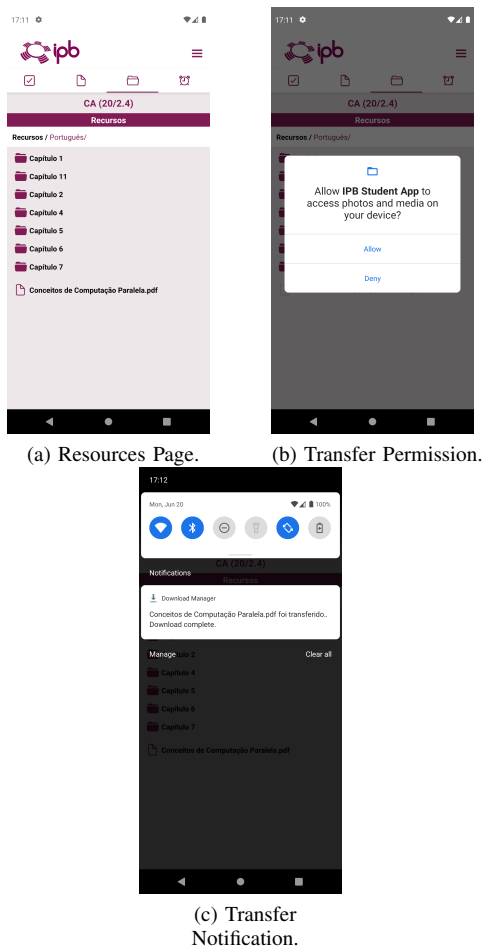 17:11
ipb
CA (20/2.4)
Recursos
Recursos / Português/
Capítulo 1
Capítulo 11
Capítulo 2
Capítulo 4
Capítulo 5
Capítulo 6
Capítulo 7
Conceitos de Computação Paralela.pdf
(a) Resources Page.
17:11
ipb
CA (20/2.4)
Recursos
Recursos / Português/
Allow IPB Student App to
access photos and media on
your device?
Allow
Deny
(b) Transfer Permission.
17:12
Mon, Jun 20
100%
CA (20/2.4)
Recursos
Notifications
Download Manager
Conceitos de Computação Paralela.pdf foi transferido..
Download complete.
Manage
Clear all
Capítulo 2
Capítulo 4
Capítulo 5
Capítulo 6
Capítulo 7
Conceitos de Computação Paralela.pdf
(c) Transfer
Notification.